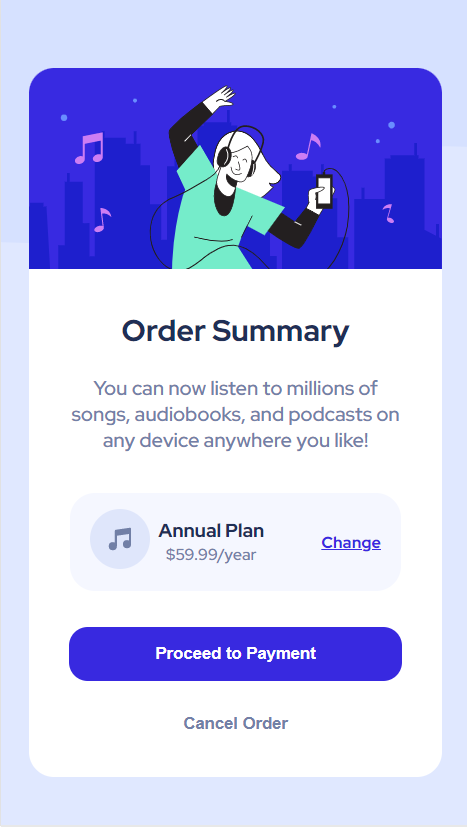 Order Summary
You can now listen to millions of
songs, audiobooks, and podcasts on
any device anywhere you like!
Annual Plan
$59.99/year
Change
Proceed to Payment
Cancel Order